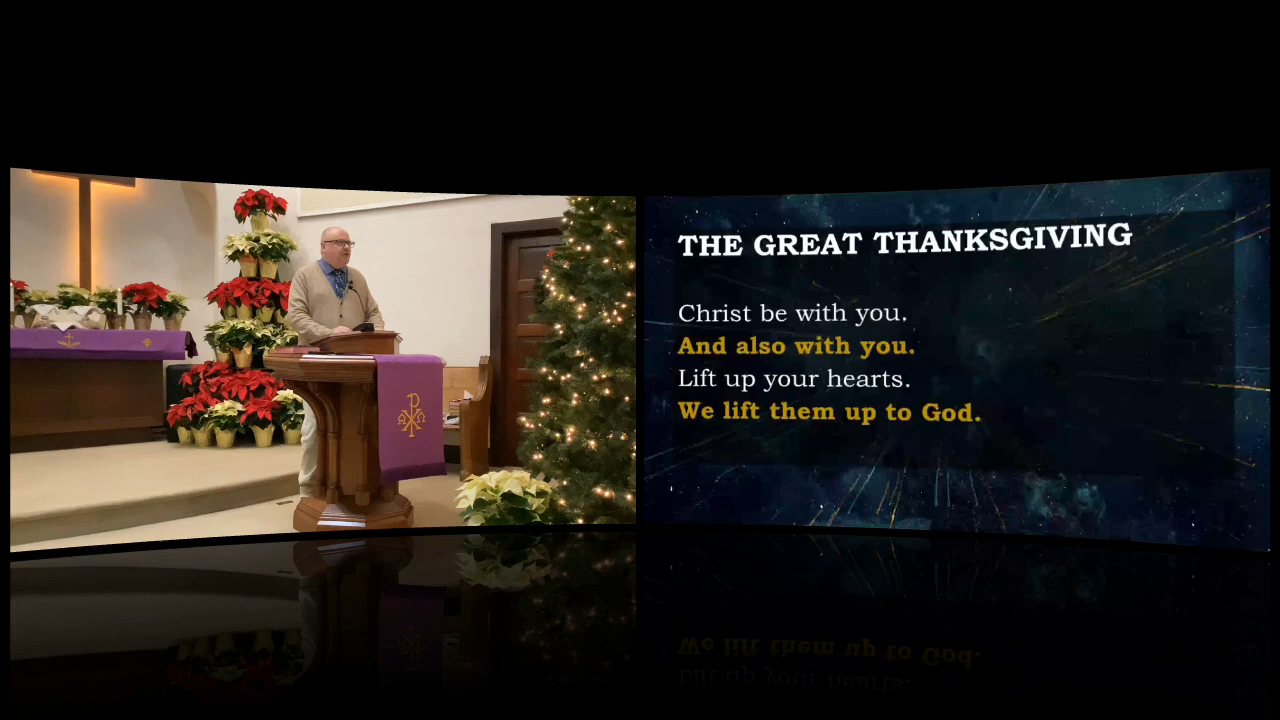 THE GREAT THANKSGIVING
Christ be with you.
And also with you.
Lift up your hearts.
We lift them up to God.